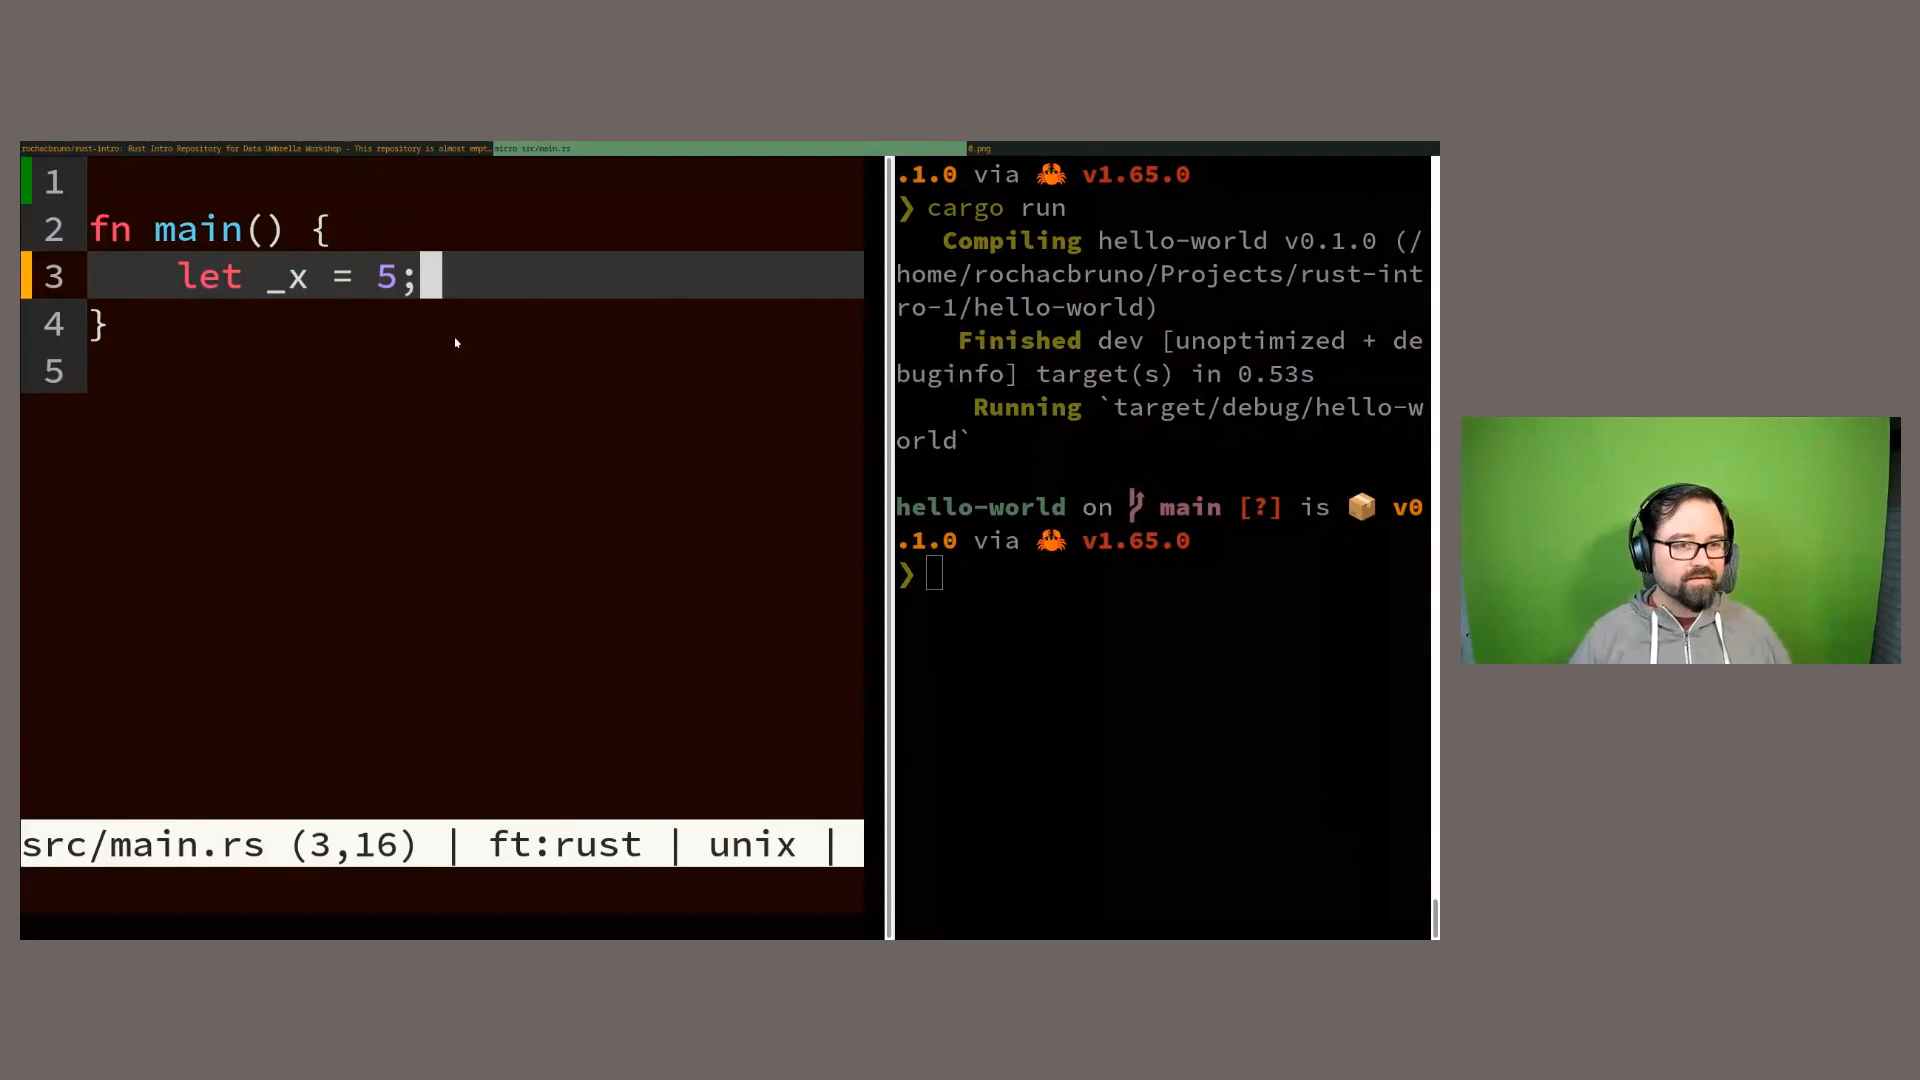 rochacbruno/rust-intro: Rust Intro Repository for Data Umbrella Workshop - This repository is almost empt…
micro src/main.rs
0.png
1
2 fn main() {
3 let _x = 5;
4 }
5
src/main.rs (3,16) | ft:rust | unix |
.1.0 via 🦀 v1.65.0
❯ cargo run
Compiling hello-world v0.1.0 (/
home/rochacbruno/Projects/rust-int
ro-1/hello-world)
Finished dev [unoptimized + de
buginfo] target(s) in 0.53s
Running `target/debug/hello-w
orld`
hello-world on main [?] is 📦 v0
.1.0 via 🦀 v1.65.0
❯